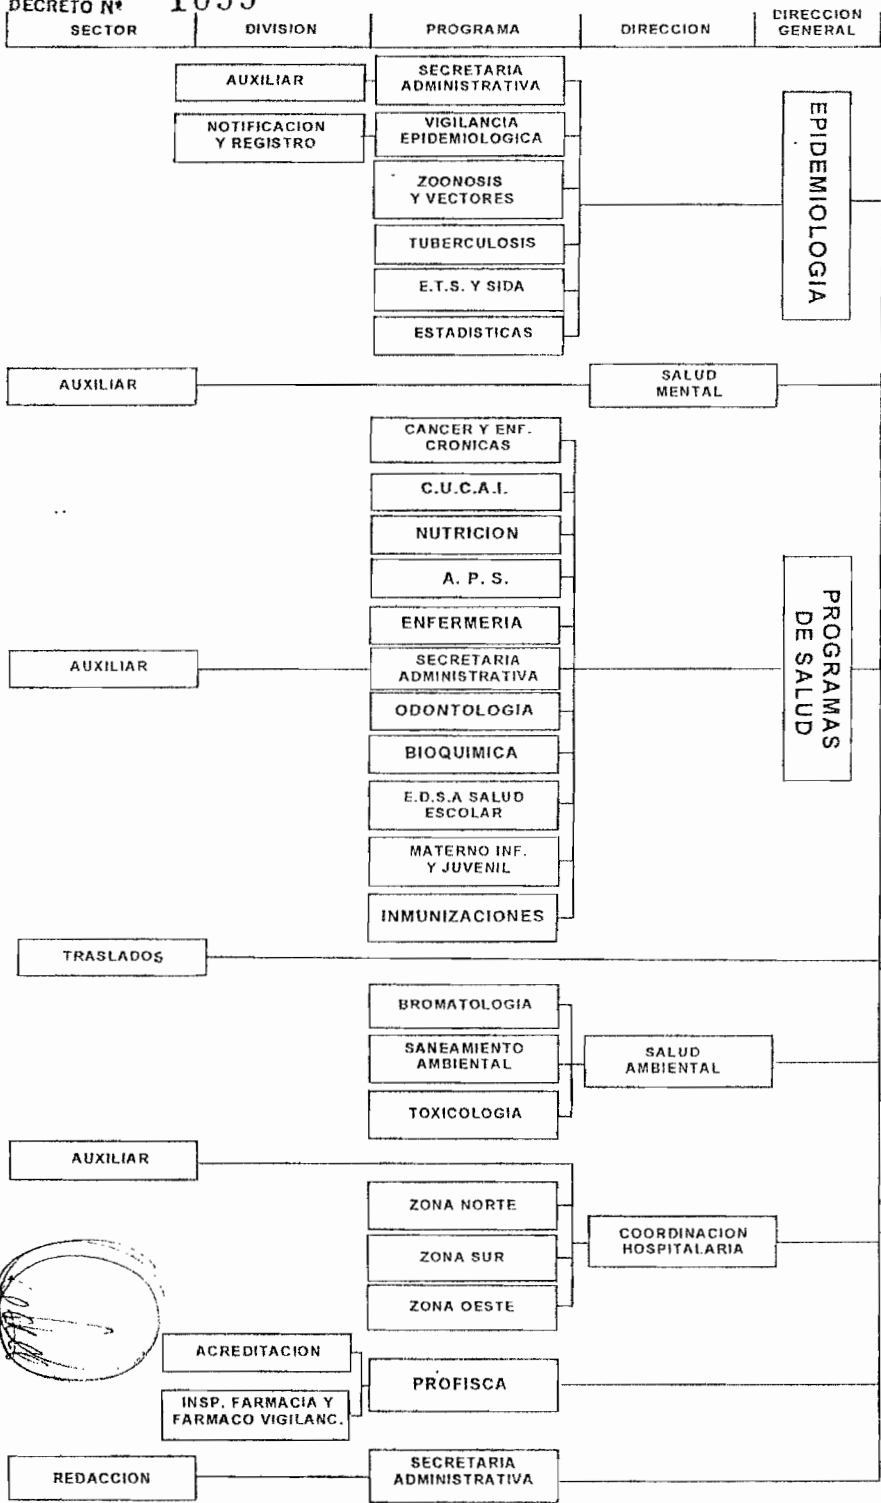 DECRETO Nº
SECTOR
DIVISION
PROGRAMA
DIRECCION
DIRECCION
GENERAL
AUXILIAR
SECRETARIA
ADMINISTRATIVA
NOTIFICACION
Y REGISTRO
VIGILANCIA
EPIDEMIOLOGICA
ZOONOSIS
Y VECTORES
TUBERCULOSIS
E.T.S. Y SIDA
ESTADISTICAS
EPIDEMIOLOGIA
AUXILIAR
SALUD
MENTAL
CANCER Y ENF.
CRONICAS
C.U.C.A.I.
NUTRICION
A. P. S.
ENFERMERIA
AUXILIAR
SECRETARIA
ADMINISTRATIVA
ODONTOLOGIA
BIOQUIMICA
E.D.S.A SALUD
ESCOLAR
MATERNO INF.
Y JUVENIL
INMUNIZACIONES
PROGRAMAS
DE SALUD
TRASLADOS
BROMATOLOGIA
SANEAMIENTO
AMBIENTAL
TOXICOLOGIA
SALUD
AMBIENTAL
AUXILIAR
ZONA NORTE
ZONA SUR
ZONA OESTE
COORDINACION
HOSPITALARIA
ACREDITACION
INSP. FARMACIA Y
FARMACO VIGILANC.
PROFISCA
REDACCION
SECRETARIA
ADMINISTRATIVA